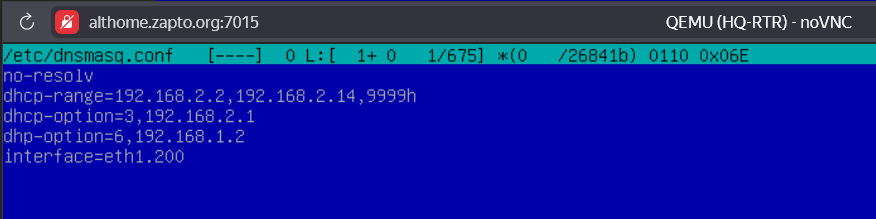 althome.zapto.org:7015 QEMU (HQ-RTR) - noVNC
/etc/dnsmasq.conf [----] 0 L:[ 1+ 0 1/675] *(0 /26841b) 0110 0x06E
no-resolv
dhcp-range=192.168.2.2,192.168.2.14,9999h
dhcp-option=3,192.168.2.1
dhp-option=6,192.168.1.2
interface=eth1.200